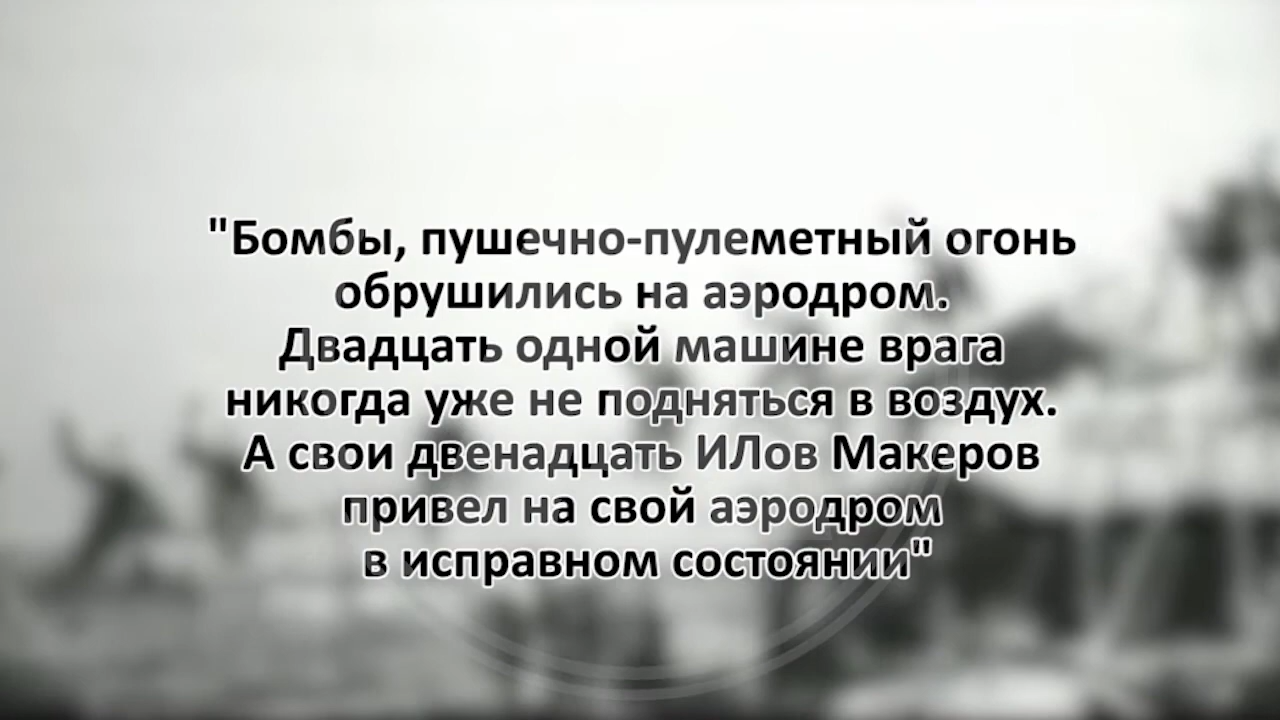 "Бомбы, пушечно-пулеметный огонь
обрушились на аэродром.
Двадцать одной машине врага
никогда уже не подняться в воздух.
А свои двенадцать ИЛов Макеров
привел на свой аэродром
в исправном состоянии"